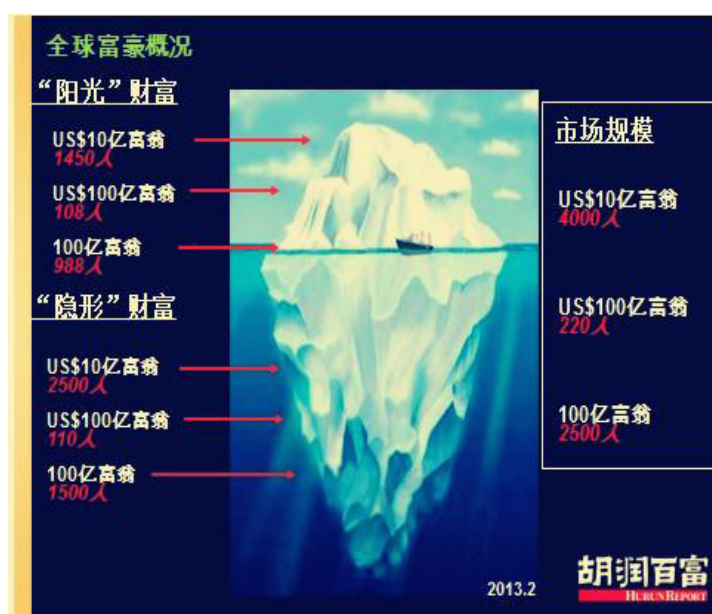 全球富豪概况
“阳光”财富
US$10亿富翁
1450人
US$100亿富翁
108人
100亿富翁
988人
“隐形”财富
US$10亿富翁
2500人
US$100亿富翁
110人
100亿富翁
1500人
市场规模
US$10亿富翁
4000人
US$100亿富翁
220人
100亿富翁
2500人
2013.2
胡润百富
HURUN REPORT